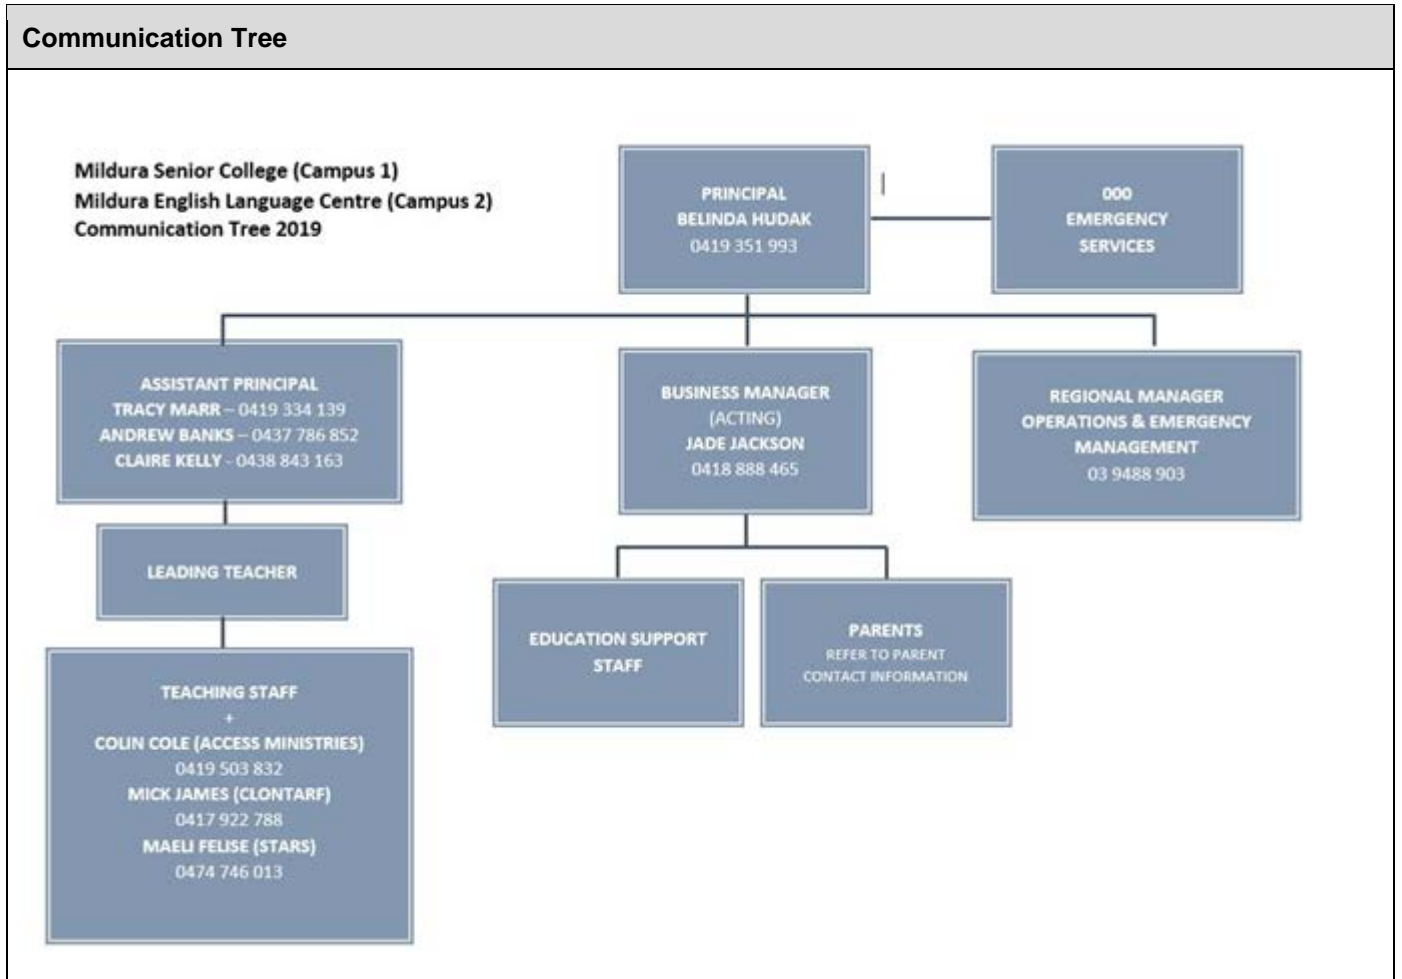 Communication Tree
Mildura Senior College (Campus 1)
Mildura English Language Centre (Campus 2)
Communication Tree 2019
PRINCIPAL
BELINDA HUDAK
0419 351 993
000
EMERGENCY
SERVICES
ASSISTANT PRINCIPAL
TRACY MARR – 0419 334 139
ANDREW BANKS – 0437 786 852
CLAIRE KELLY - 0438 843 163
BUSINESS MANAGER
(ACTING)
JADE JACKSON
0418 888 465
REGIONAL MANAGER
OPERATIONS & EMERGENCY
MANAGEMENT
03 9488 903
LEADING TEACHER
EDUCATION SUPPORT
STAFF
PARENTS
REFER TO PARENT
CONTACT INFORMATION
TEACHING STAFF
+
COLIN COLE (ACCESS MINISTRIES)
0419 503 832
MICK JAMES (CLONTARF)
0417 922 788
MAELI FELISE (STARS)
0474 746 013